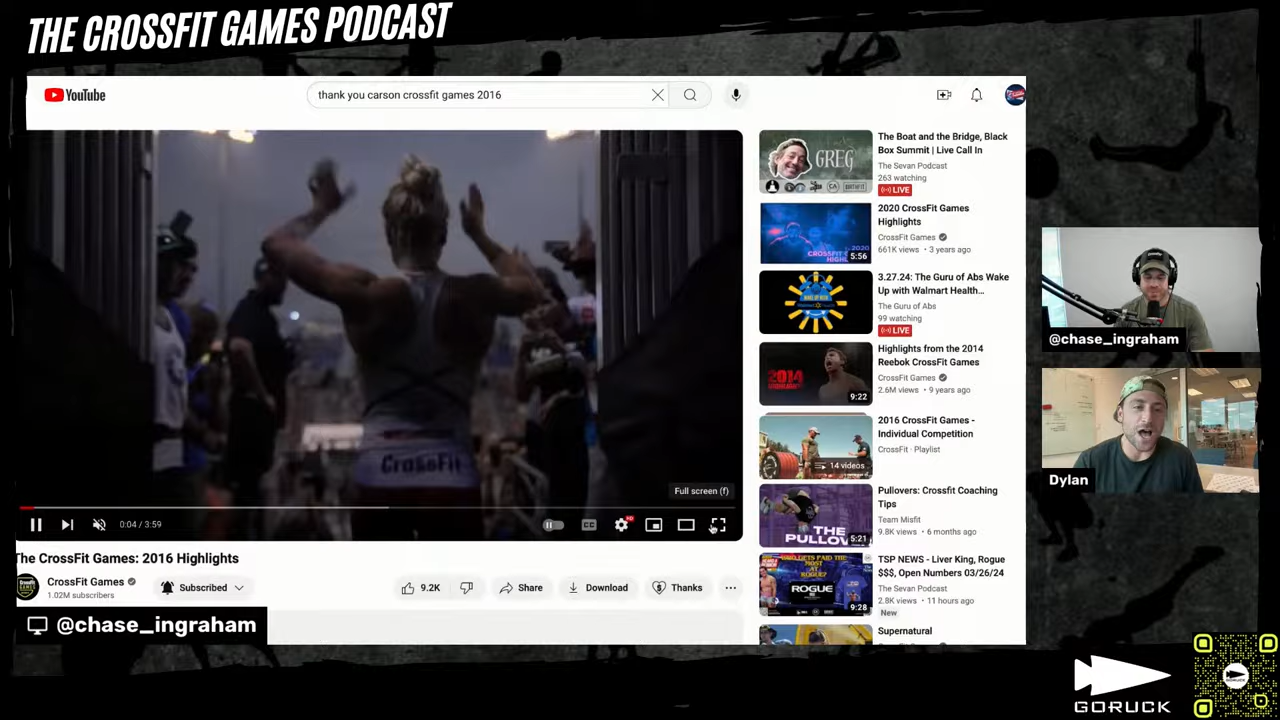 THE CROSSFIT GAMES PODCAST
YouTube
thank you carson crossfit games 2016
CrossFit
Full screen (f)
0:04 / 3:59
CC
HD
The CrossFit Games: 2016 Highlights
CrossFit Games
1.02M subscribers
Subscribed
9.2K
Share
Download
Thanks
@chase_ingraham
GREG
The Boat and the Bridge, Black
Box Summit | Live Call In
The Sevan Podcast
263 watching
LIVE
2020
5:56
2020 CrossFit Games
Highlights
CrossFit Games
661K views • 3 years ago
3.27.24: The Guru of Abs Wake
Up with Walmart Health...
The Guru of Abs
99 watching
LIVE
2014
9:22
Highlights from the 2014
Reebok CrossFit Games
CrossFit Games
2.6M views • 9 years ago
14 videos
2016 CrossFit Games -
Individual Competition
CrossFit · Playlist
THE
PULLOV
5:21
Pullovers: Crossfit Coaching
Tips
Team Misfit
9.8K views • 6 months ago
ROGUE
9:28
TSP NEWS - Liver King, Rogue
$$$, Open Numbers 03/26/24
The Sevan Podcast
2.8K views • 11 hours ago
New
Supernatural
@chase_ingraham
Dylan
GORUCK